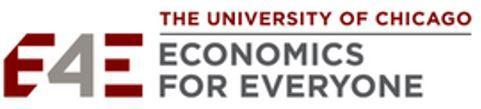 E4E
THE UNIVERSITY OF CHICAGO
ECONOMICS
FOR EVERYONE